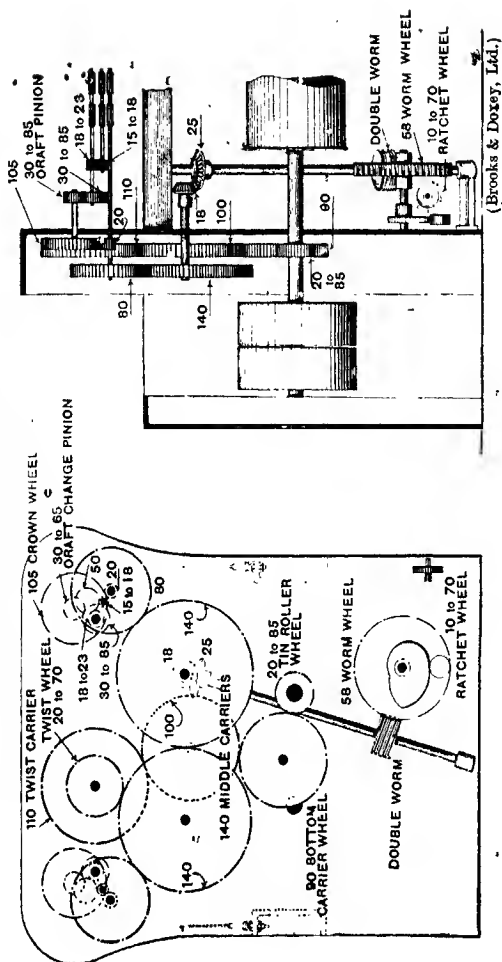 105 CROWN WHEEL
30 to 65
DRAFT CHANGE PINION
110 TWIST CARRIER
TWIST WHEEL
20 to 70
50
20
15 to 18
18 to 23
30 to 85
80
140
18
25
100
140 MIDDLE CARRIERS
140
20 to 85
TIN ROLLER
WHEEL
90 BOTTOM
CARRIER WHEEL
58 WORM WHEEL
DOUBLE WORM
10 to 70
RATCHET WHEEL
105
30 to 85
DRAFT PINION
30 to 85
18 to 23
15 to 18
20
110
80
18
25
100
140
90
20
to
85
DOUBLE WORM
58 WORM WHEEL
10 to 70
RATCHET WHEEL
(Brooks & Doxey, Ltd.)